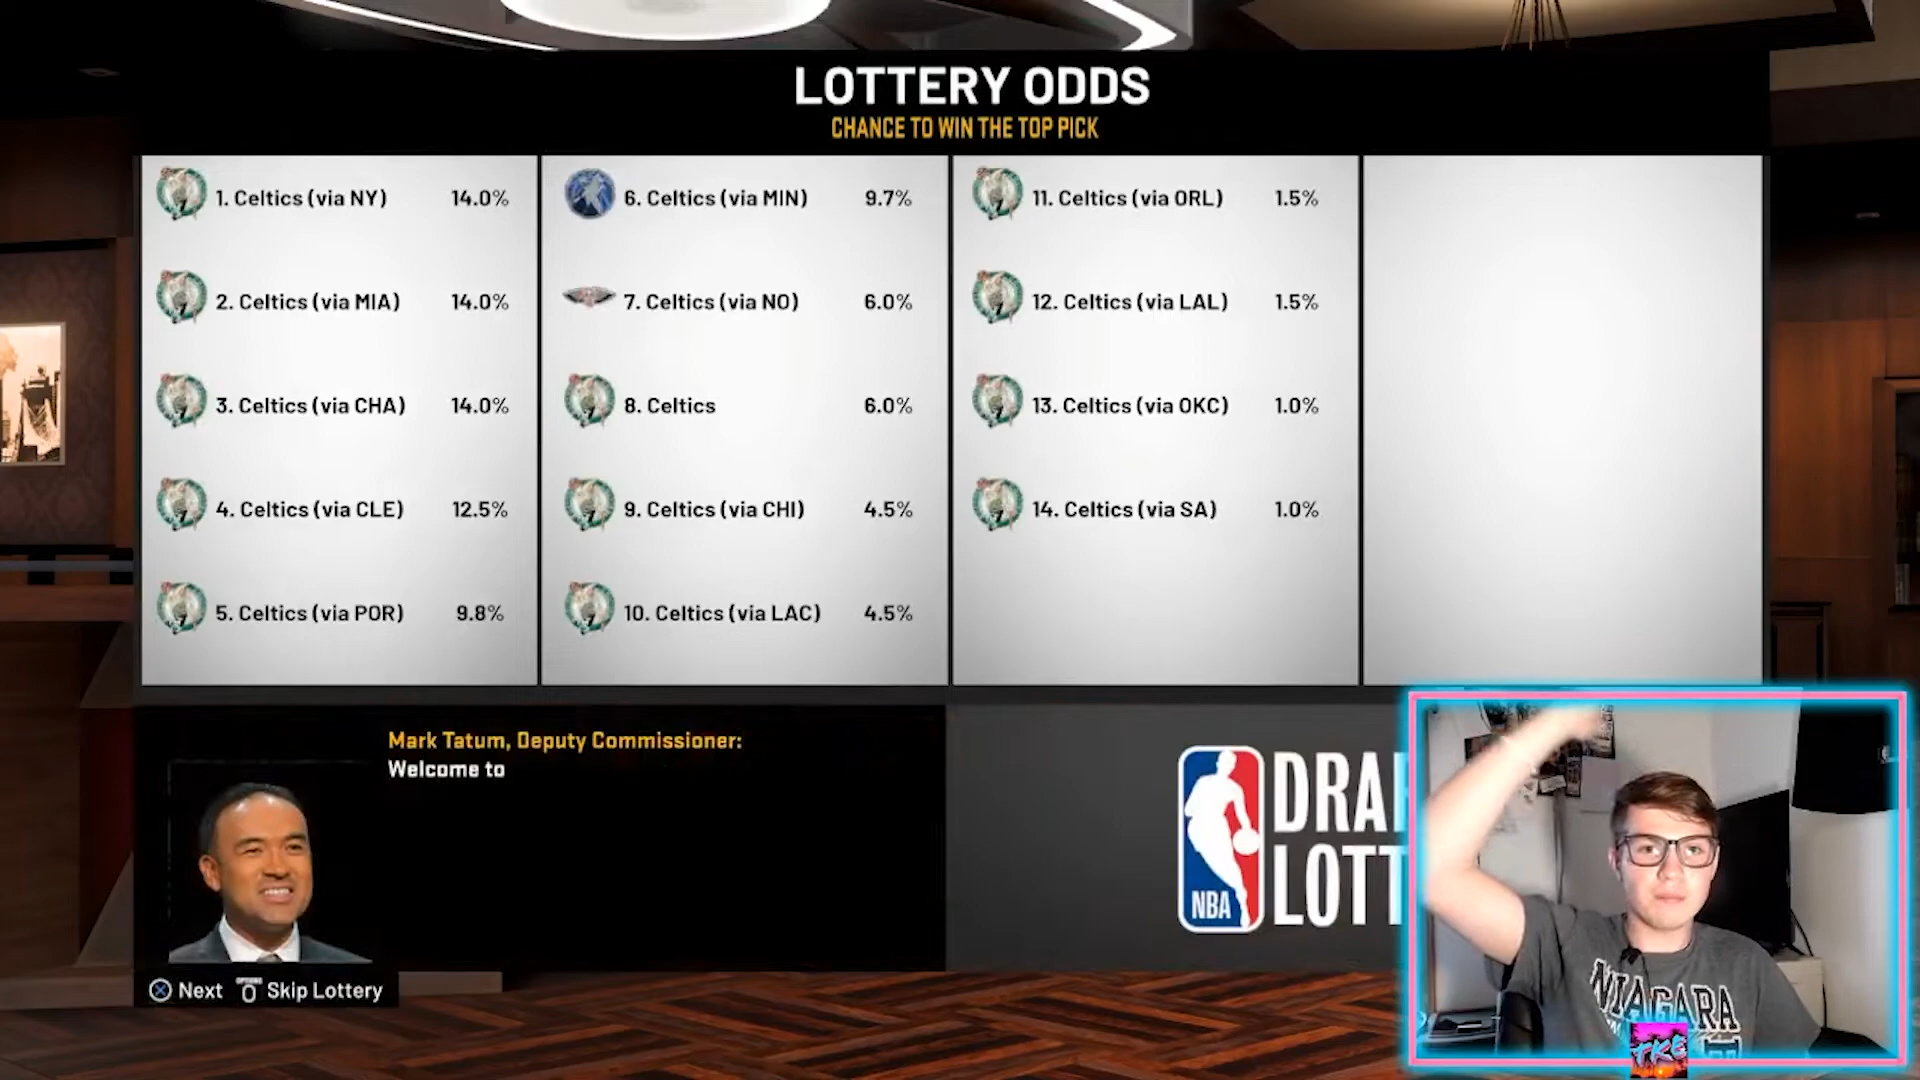 LOTTERY ODDS
CHANCE TO WIN THE TOP PICK
1. Celtics (via NY) 14.0%
2. Celtics (via MIA) 14.0%
3. Celtics (via CHA) 14.0%
4. Celtics (via CLE) 12.5%
5. Celtics (via POR) 9.8%
6. Celtics (via MIN) 9.7%
7. Celtics (via NO) 6.0%
8. Celtics 6.0%
9. Celtics (via CHI) 4.5%
10. Celtics (via LAC) 4.5%
11. Celtics (via ORL) 1.5%
12. Celtics (via LAL) 1.5%
13. Celtics (via OKC) 1.0%
14. Celtics (via SA) 1.0%
Mark Tatum, Deputy Commissioner:
Welcome to
NBA
DRAF
LOTT
NIAGARA
TKE
Next OPTIONS Skip Lottery